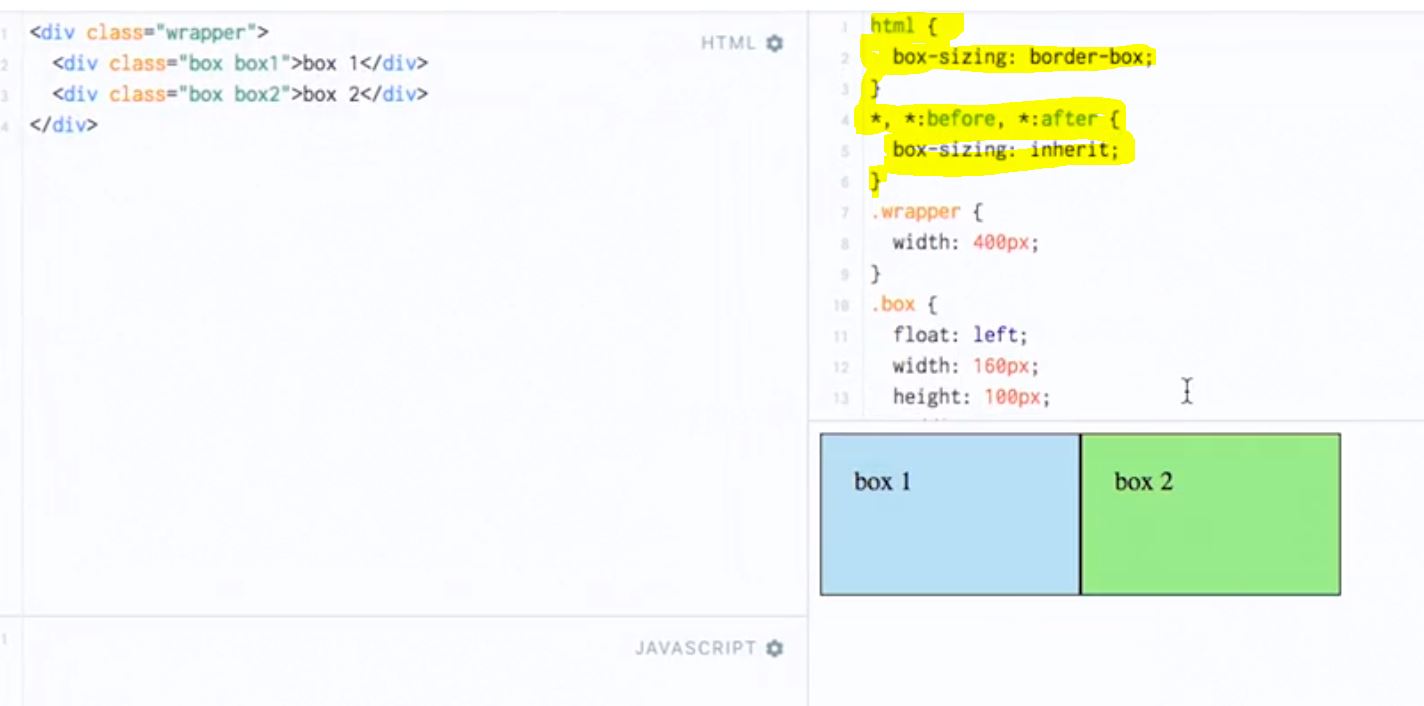 1 <div class="wrapper">
2   <div class="box box1">box 1</div>
3   <div class="box box2">box 2</div>
4 </div>
HTML
1
JAVASCRIPT
1 html {
2   box-sizing: border-box;
3 }
4 *, *:before, *:after {
5   box-sizing: inherit;
6 }
7 .wrapper {
8   width: 400px;
9 }
10 .box {
11   float: left;
12   width: 160px;
13   height: 100px;
box 1
box 2